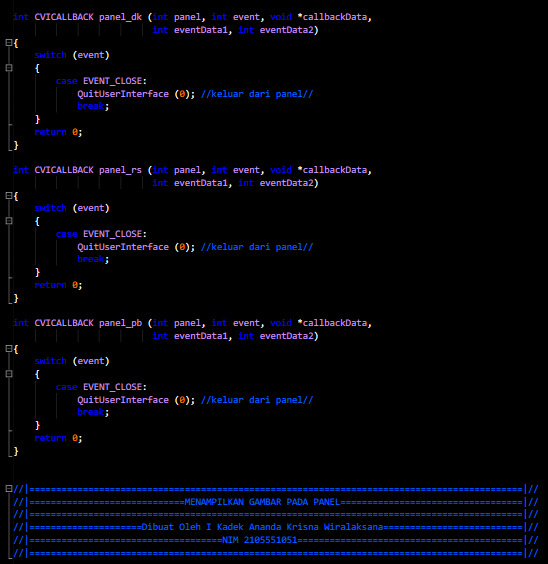 int CVICALLBACK panel_dk (int panel, int event, void *callbackData,
                          int eventData1, int eventData2)
{
    switch (event)
    {
        case EVENT_CLOSE:
            QuitUserInterface (0); //keluar dari panel//
            break;
    }
    return 0;
}

int CVICALLBACK panel_rs (int panel, int event, void *callbackData,
                          int eventData1, int eventData2)
{
    switch (event)
    {
        case EVENT_CLOSE:
            QuitUserInterface (0); //keluar dari panel//
            break;
    }
    return 0;
}

int CVICALLBACK panel_pb (int panel, int event, void *callbackData,
                          int eventData1, int eventData2)
{
    switch (event)
    {
        case EVENT_CLOSE:
            QuitUserInterface (0); //keluar dari panel//
            break;
    }
    return 0;
}

//|============================================================================================|//
//|=============================MENAMPILKAN GAMBAR PADA PANEL==================================|//
//|============================================================================================|//
//|=====================Dibuat Oleh I Kadek Ananda Krisna Wiralaksana==========================|//
//|====================================NIM 2105551051==========================================|//
//|============================================================================================|//